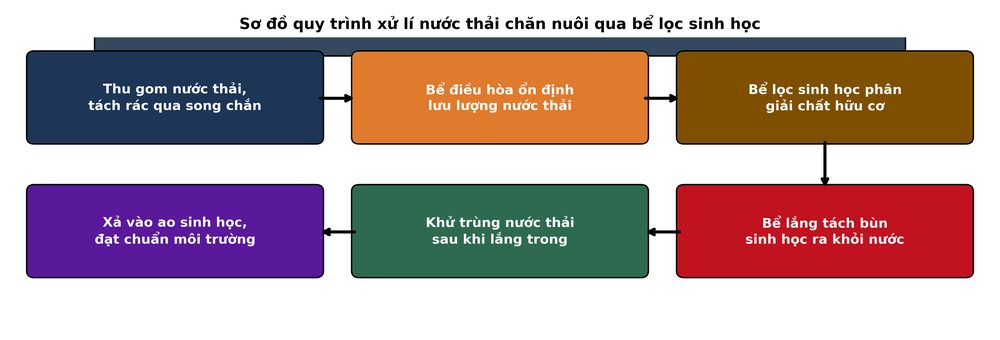 Sơ đồ quy trình xử lí nước thải chăn nuôi qua bể lọc sinh học
Thu gom nước thải,
tách rác qua song chắn
Bể điều hòa ổn định
lưu lượng nước thải
Bể lọc sinh học phân
giải chất hữu cơ
Bể lắng tách bùn
sinh học ra khỏi nước
Khử trùng nước thải
sau khi lắng trong
Xả vào ao sinh học,
đạt chuẩn môi trường